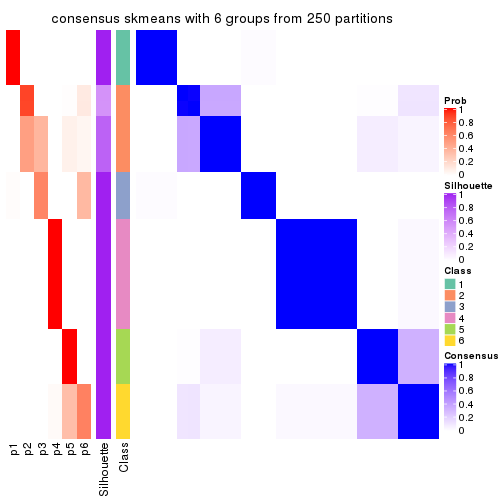 consensus skmeans with 6 groups from 250 partitions
Prob
1
0.8
0.6
0.4
0.2
0
Silhouette
1
0.8
0.6
0.4
0.2
0
Class
1
2
3
4
5
6
Consensus
1
0.8
0.6
0.4
0.2
0
p1
p2
p3
p4
p5
p6
Silhouette
Class